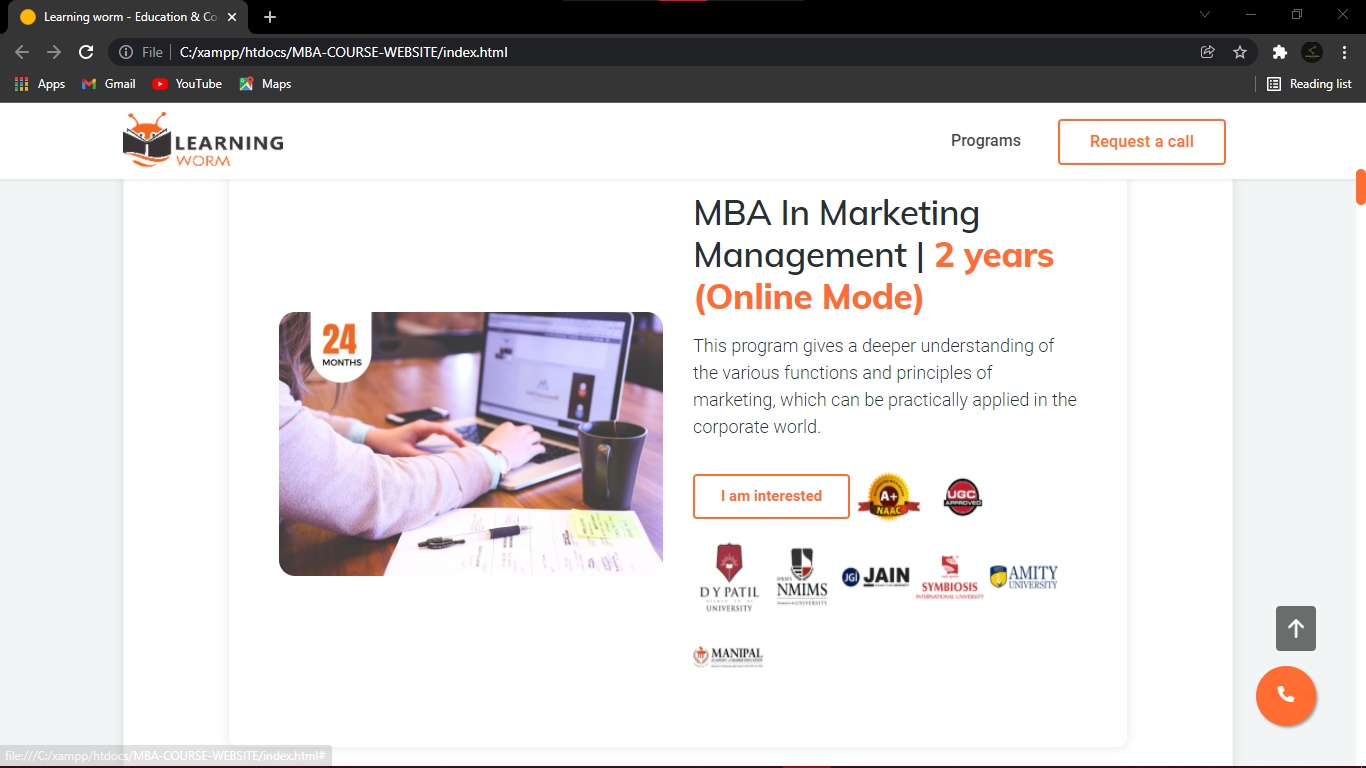 Learning worm - Education & Co
File
C:/xampp/htdocs/MBA-COURSE-WEBSITE/index.html
Apps
Gmail
YouTube
Maps
Reading list
LEARNING
WORM
Programs
Request a call
24
MONTHS
MBA In Marketing
Management | 2 years
(Online Mode)
This program gives a deeper understanding of
the various functions and principles of
marketing, which can be practically applied in the
corporate world.
I am interested
A+
NAAC
UGC
APPROVED
D Y PATIL
UNIVERSITY
NMIMS
JGI JAIN
SYMBIOSIS
INTERNATIONAL UNIVERSITY
AMITY
UNIVERSITY
MANIPAL
file:///C:/xampp/htdocs/MBA-COURSE-WEBSITE/index.html#